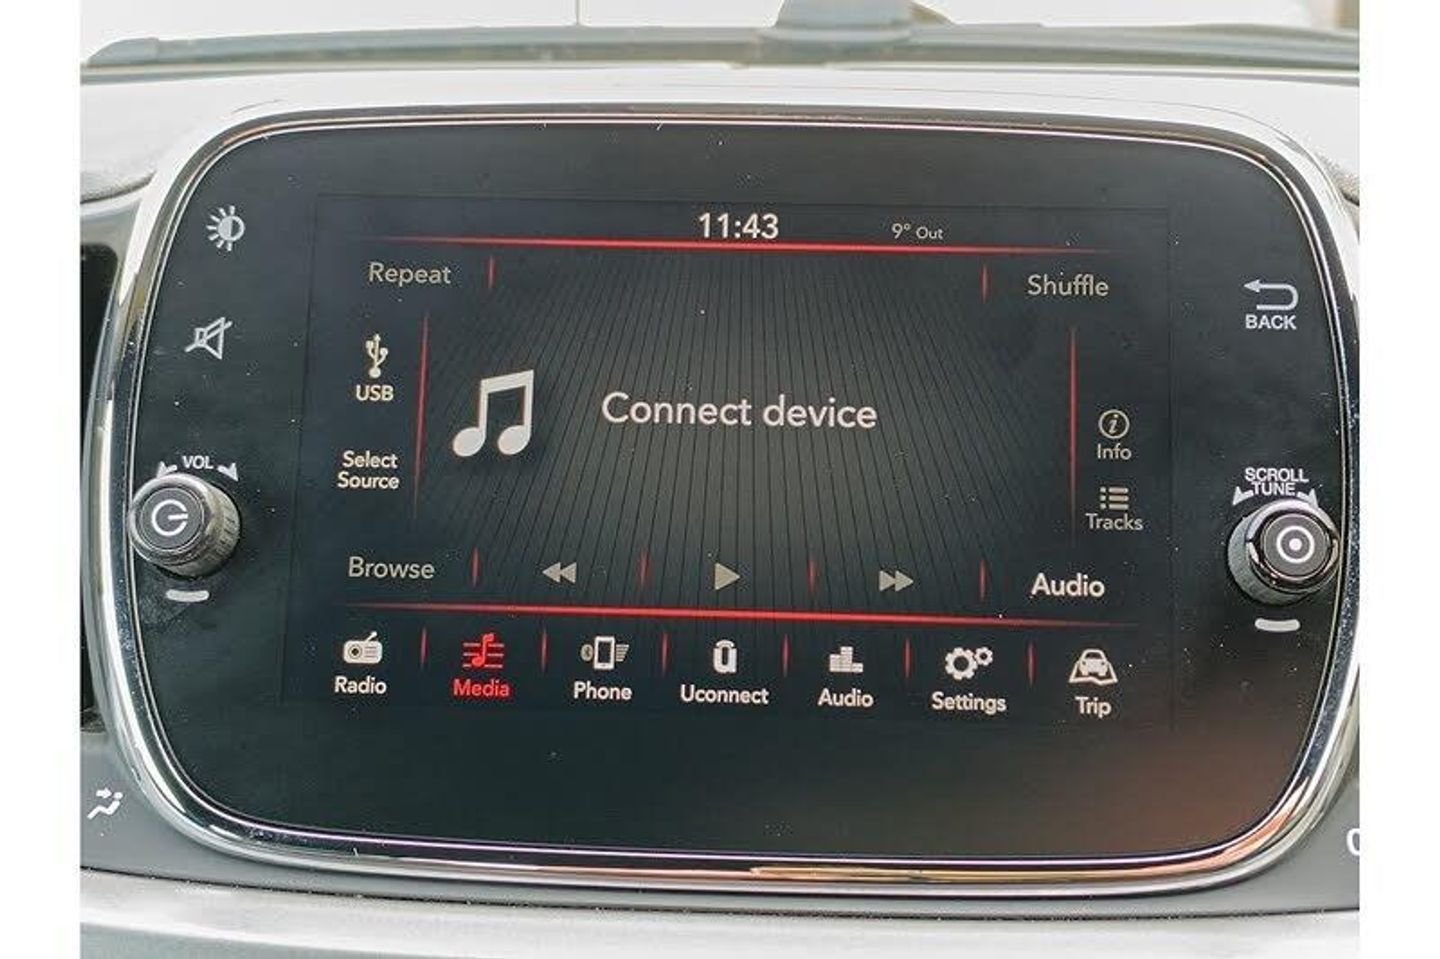 11:43
9° Out
Repeat
Shuffle
BACK
USB
Connect device
Select
Source
Info
VOL
SCROLL
TUNE
Tracks
Browse
Audio
Radio
Media
Phone
Uconnect
Audio
Settings
Trip